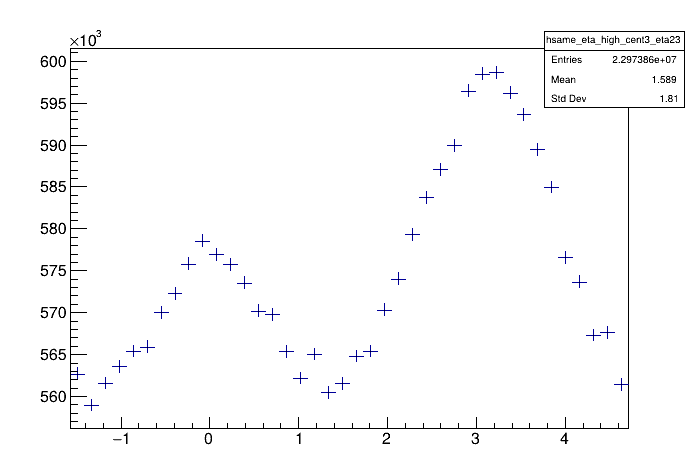 ×10³
hsame_eta_high_cent3_eta23
Entries 2.297386e+07
Mean 1.589
Std Dev 1.81
600
595
590
585
580
575
570
565
560
−1 0 1 2 3 4